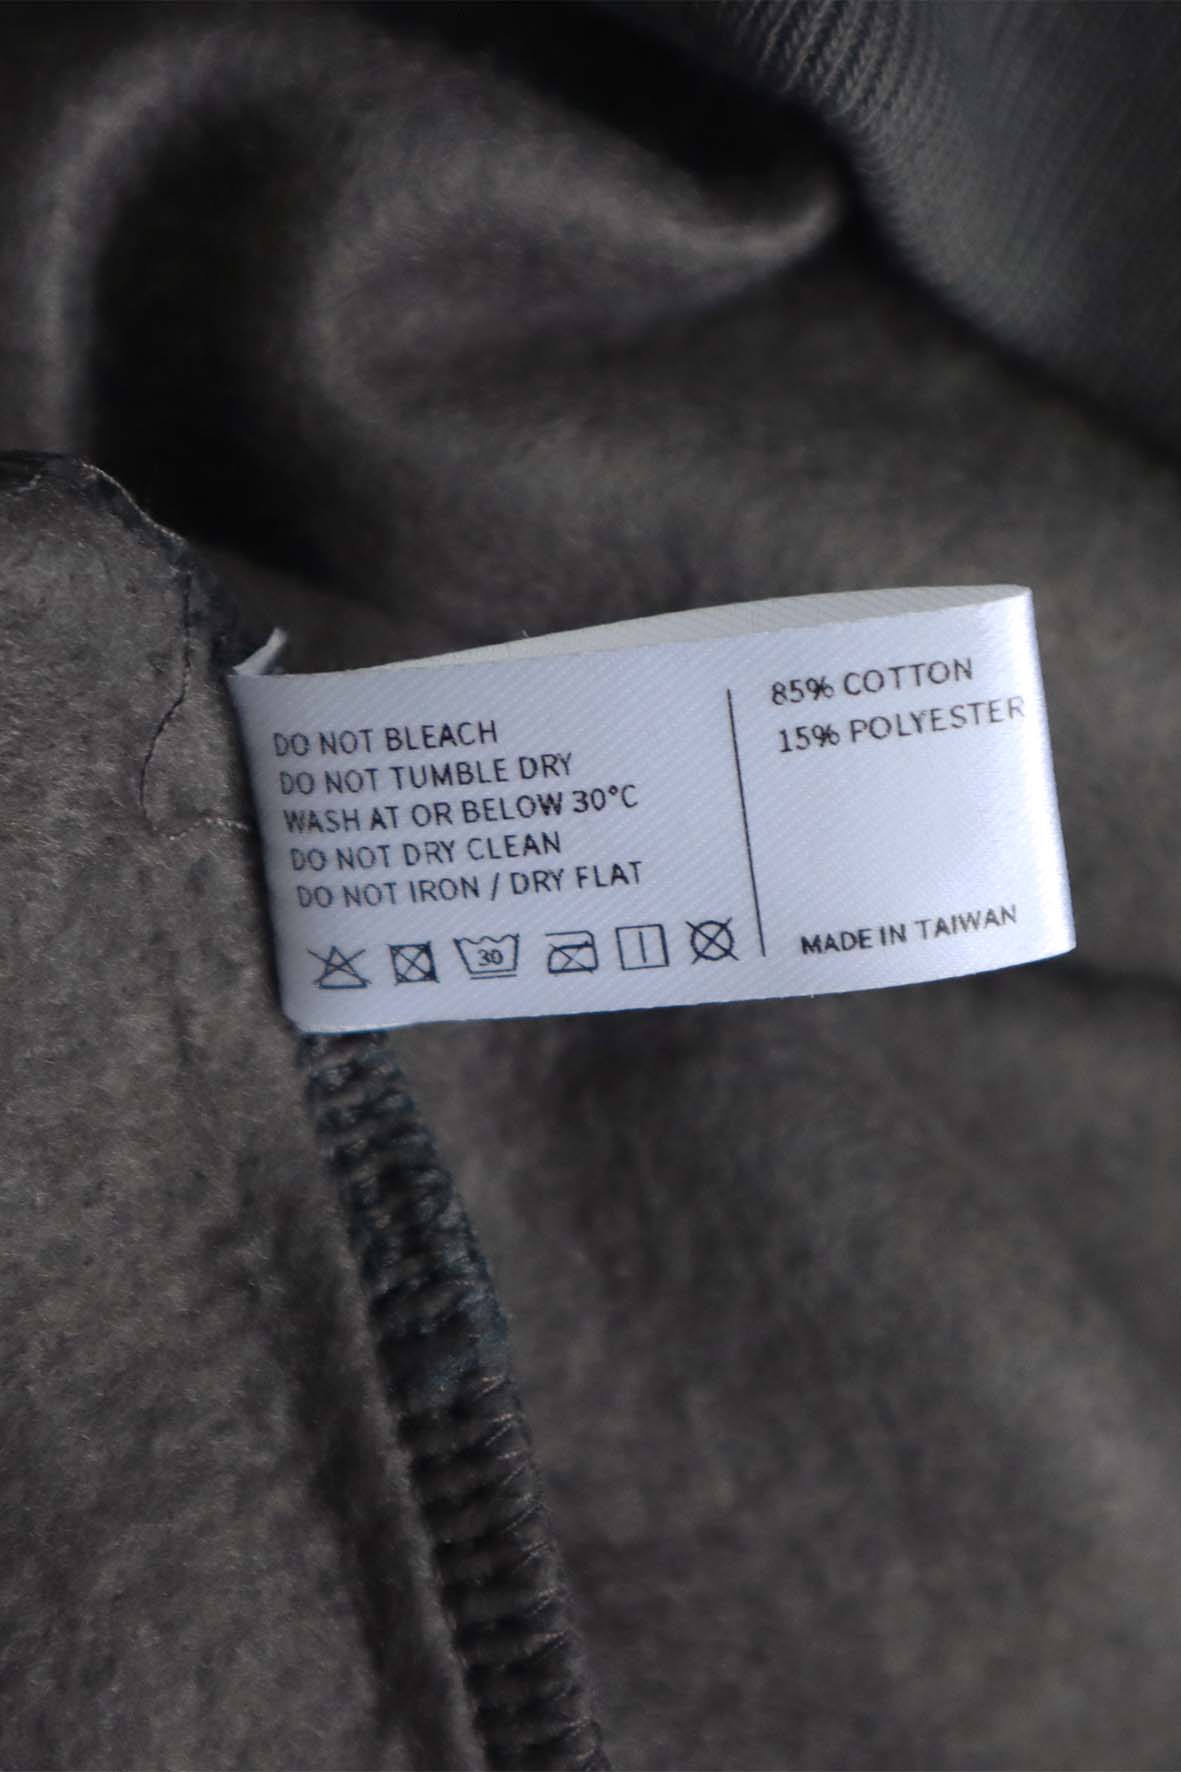 DO NOT BLEACH
DO NOT TUMBLE DRY
WASH AT OR BELOW 30°C
DO NOT DRY CLEAN
DO NOT IRON / DRY FLAT
30
85% COTTON
15% POLYESTER
MADE IN TAIWAN